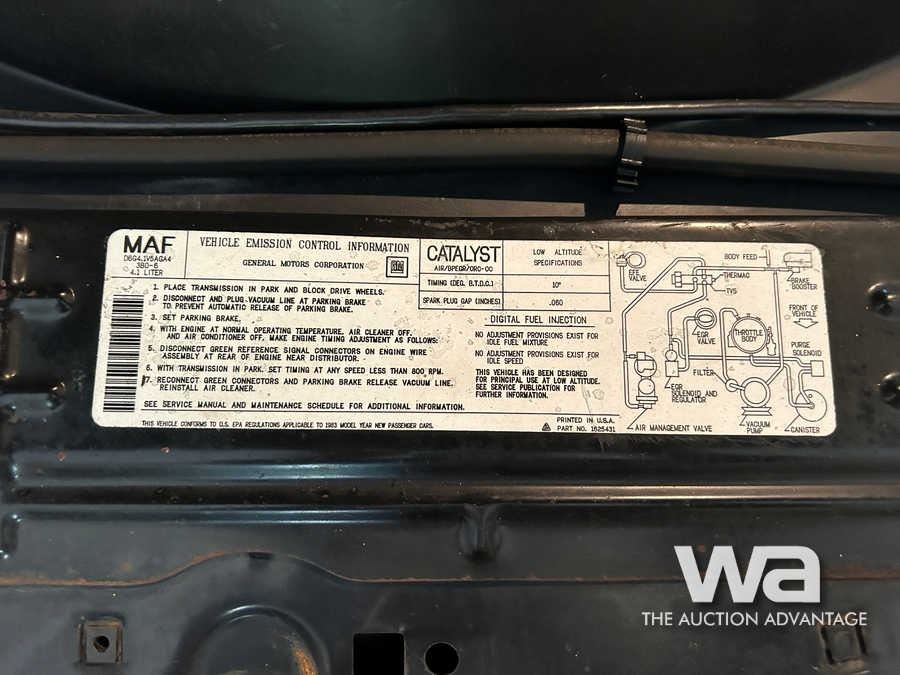 MAF
D6G4.1V5AGA4
3BO-6
4.1 LITER
VEHICLE EMISSION CONTROL INFORMATION
GENERAL MOTORS CORPORATION
GM
1. PLACE TRANSMISSION IN PARK AND BLOCK DRIVE WHEELS.
2. DISCONNECT AND PLUG VACUUM LINE AT PARKING BRAKE
TO PREVENT AUTOMATIC RELEASE OF PARKING BRAKE.
3. SET PARKING BRAKE.
4. WITH ENGINE AT NORMAL OPERATING TEMPERATURE, AIR CLEANER OFF,
AND AIR CONDITIONER OFF, MAKE ENGINE TIMING ADJUSTMENT AS FOLLOWS:
5. DISCONNECT GREEN REFERENCE SIGNAL CONNECTORS ON ENGINE WIRE
ASSEMBLY AT REAR OF ENGINE NEAR DISTRIBUTOR.
6. WITH TRANSMISSION IN PARK, SET TIMING AT ANY SPEED LESS THAN 800 RPM.
7. RECONNECT GREEN CONNECTORS AND PARKING BRAKE RELEASE VACUUM LINE.
REINSTALL AIR CLEANER.
SEE SERVICE MANUAL AND MAINTENANCE SCHEDULE FOR ADDITIONAL INFORMATION.
THIS VEHICLE CONFORMS TO U.S. EPA REGULATIONS APPLICABLE TO 1983 MODEL YEAR NEW PASSENGER CARS.
CATALYST
AIR/BPEGR/ORC-OO
LOW ALTITUDE
SPECIFICATIONS
TIMING (DEG. B.T.D.C.)
10°
SPARK PLUG GAP (INCHES)
.060
DIGITAL FUEL INJECTION
NO ADJUSTMENT PROVISIONS EXIST FOR
IDLE FUEL MIXTURE
NO ADJUSTMENT PROVISIONS EXIST FOR
IDLE SPEED
THIS VEHICLE HAS BEEN DESIGNED
FOR PRINCIPAL USE AT LOW ALTITUDE.
SEE SERVICE PUBLICATION FOR
FURTHER INFORMATION.
PRINTED IN U.S.A.
PART NO. 1625431
EFE
VALVE
BODY FEED
THERMAC
TVS
BRAKE
BOOSTER
FRONT OF
VEHICLE
EGR
VALVE
THROTTLE
BODY
PURGE
SOLENOID
FILTER
EGR
SOLENOID AND
REGULATOR
AIR MANAGEMENT VALVE
VACUUM
PUMP
CANISTER
wa
THE AUCTION ADVANTAGE